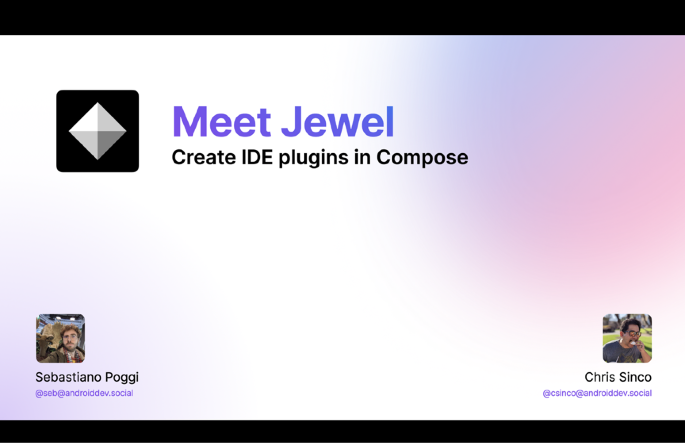 Meet Jewel
Create IDE plugins in Compose
Sebastiano Poggi
@seb@androiddev.social
Chris Sinco
@csinco@androiddev.social